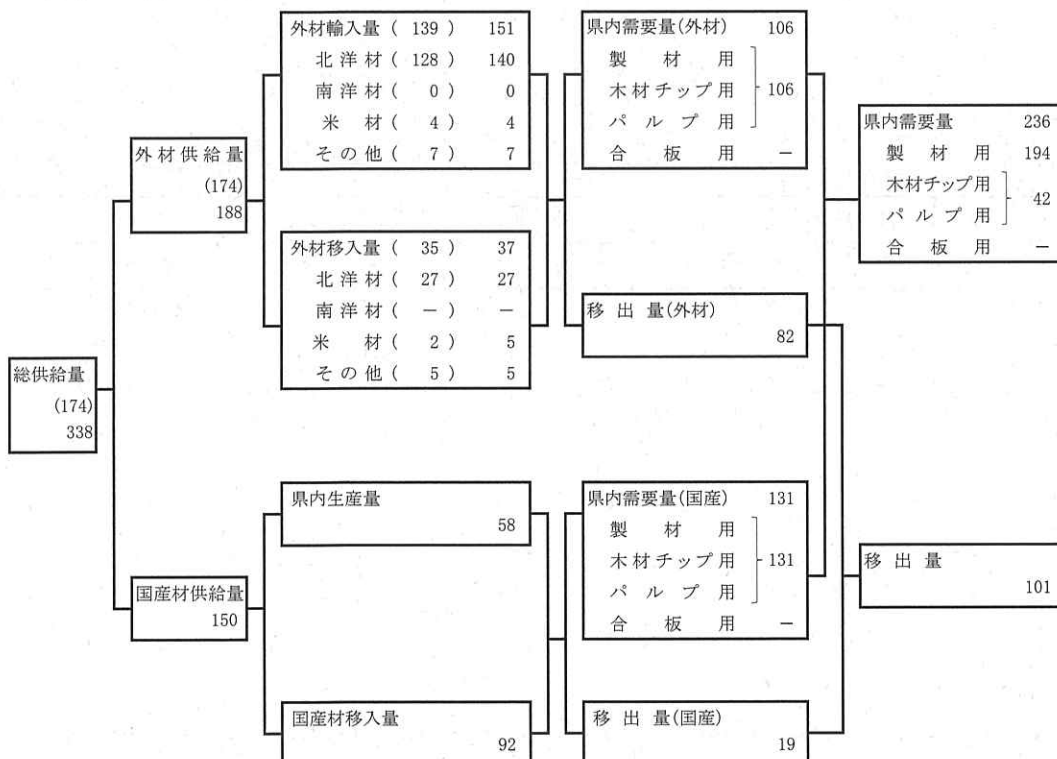 総供給量
(174)
338
外材供給量
(174)
188
国産材供給量
150
外材輸入量 ( 139 ) 151
北洋材 ( 128 ) 140
南洋材 ( 0 ) 0
米材 ( 4 ) 4
その他 ( 7 ) 7
外材移入量 ( 35 ) 37
北洋材 ( 27 ) 27
南洋材 ( − ) −
米材 ( 2 ) 5
その他 ( 5 ) 5
県内生産量
58
国産材移入量
92
県内需要量(外材) 106
製材用
木材チップ用 106
パルプ用
合板用 −
移出量(外材)
82
県内需要量(国産) 131
製材用
木材チップ用 131
パルプ用
合板用 −
移出量(国産)
19
県内需要量 236
製材用 194
木材チップ用 42
パルプ用
合板用 −
移出量
101